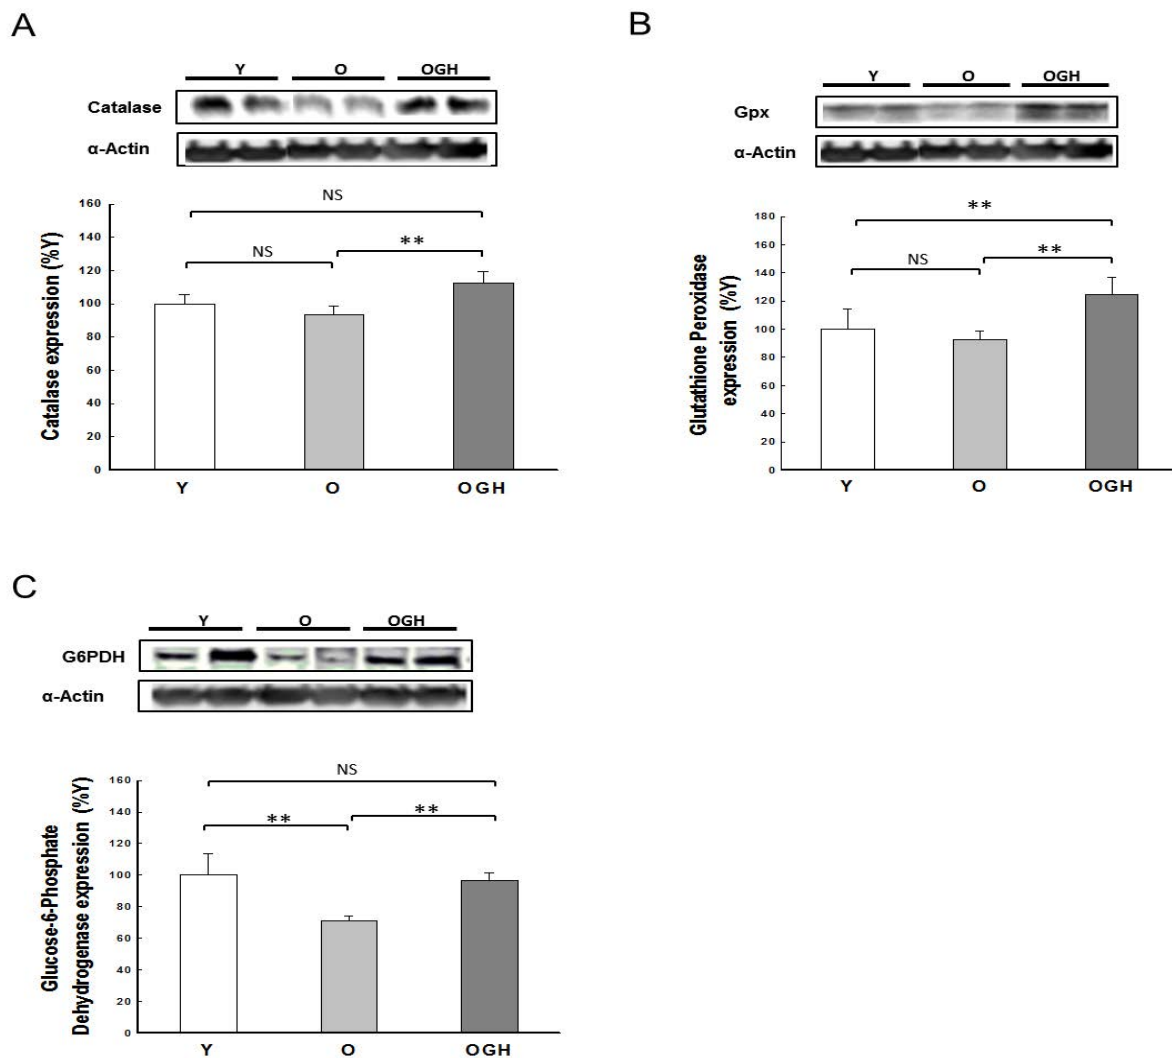 A
Y O OGH
Catalase
α-Actin
Catalase expression (%Y)
160
140
120
100
80
60
40
20
0
NS
NS
**
Y O OGH
B
Y O OGH
Gpx
α-Actin
Glutathione Peroxidase
expression (%Y)
180
160
140
120
100
80
60
40
20
0
**
NS
**
Y O OGH
C
Y O OGH
G6PDH
α-Actin
Glucose-6-Phosphate
Dehydrogenase expression (%Y)
160
140
120
100
80
60
40
20
0
NS
**
**
Y O OGH